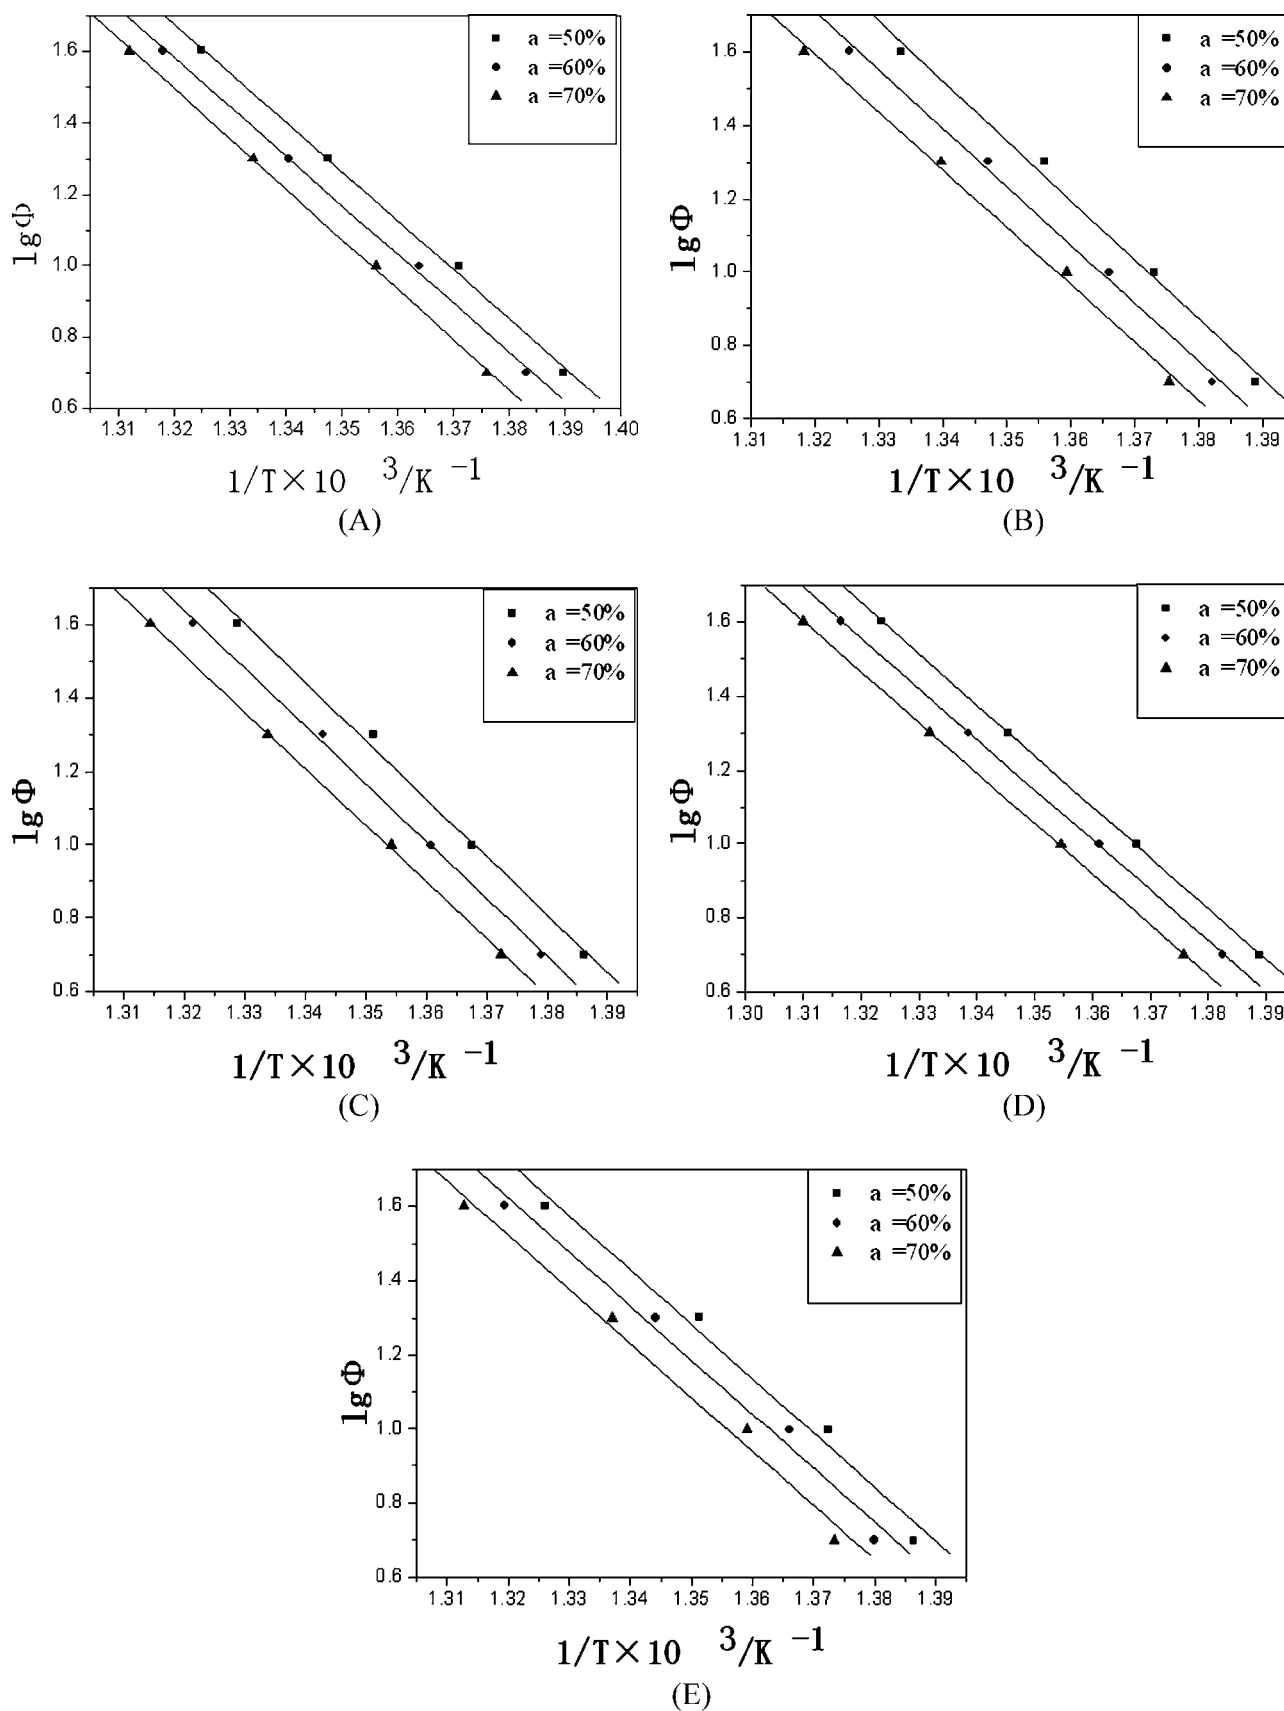 1.6
1.4
1.2
1.0
0.8
0.6
lgΦ
a =50%
a =60%
a =70%
1.31 1.32 1.33 1.34 1.35 1.36 1.37 1.38 1.39 1.40
1/T×10 3/K -1
(A)
1.6
1.4
1.2
1.0
0.8
0.6
lgΦ
a =50%
a =60%
a =70%
1.31 1.32 1.33 1.34 1.35 1.36 1.37 1.38 1.39
1/T×10 3/K -1
(B)
1.6
1.4
1.2
1.0
0.8
0.6
lgΦ
a =50%
a =60%
a =70%
1.31 1.32 1.33 1.34 1.35 1.36 1.37 1.38 1.39
1/T×10 3/K -1
(C)
1.6
1.4
1.2
1.0
0.8
0.6
lgΦ
a =50%
a =60%
a =70%
1.30 1.31 1.32 1.33 1.34 1.35 1.36 1.37 1.38 1.39
1/T×10 3/K -1
(D)
1.6
1.4
1.2
1.0
0.8
0.6
lgΦ
a =50%
a =60%
a =70%
1.31 1.32 1.33 1.34 1.35 1.36 1.37 1.38 1.39
1/T×10 3/K -1
(E)